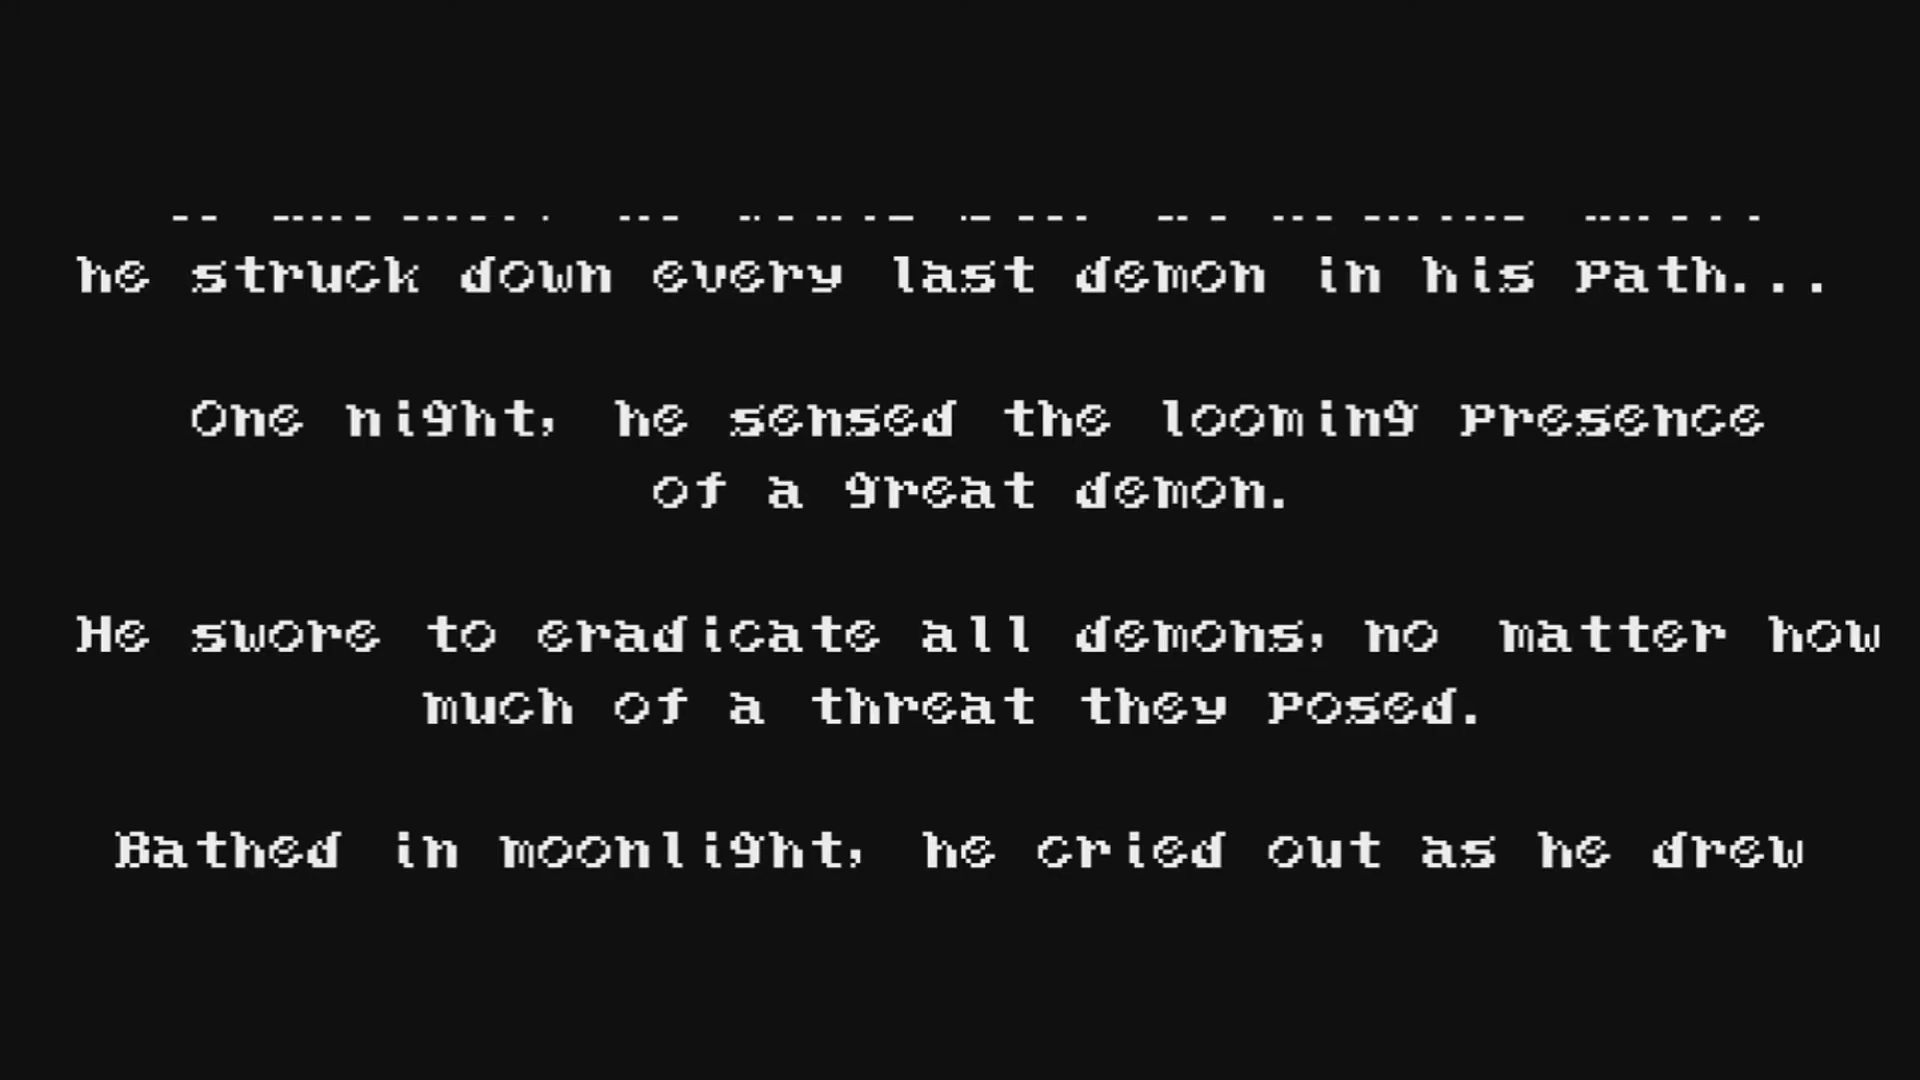 he struck down every last demon in his path...
One night, he sensed the looming presence
of a great demon.
He swore to eradicate all demons, no matter how
much of a threat they posed.
Bathed in moonlight, he cried out as he drew